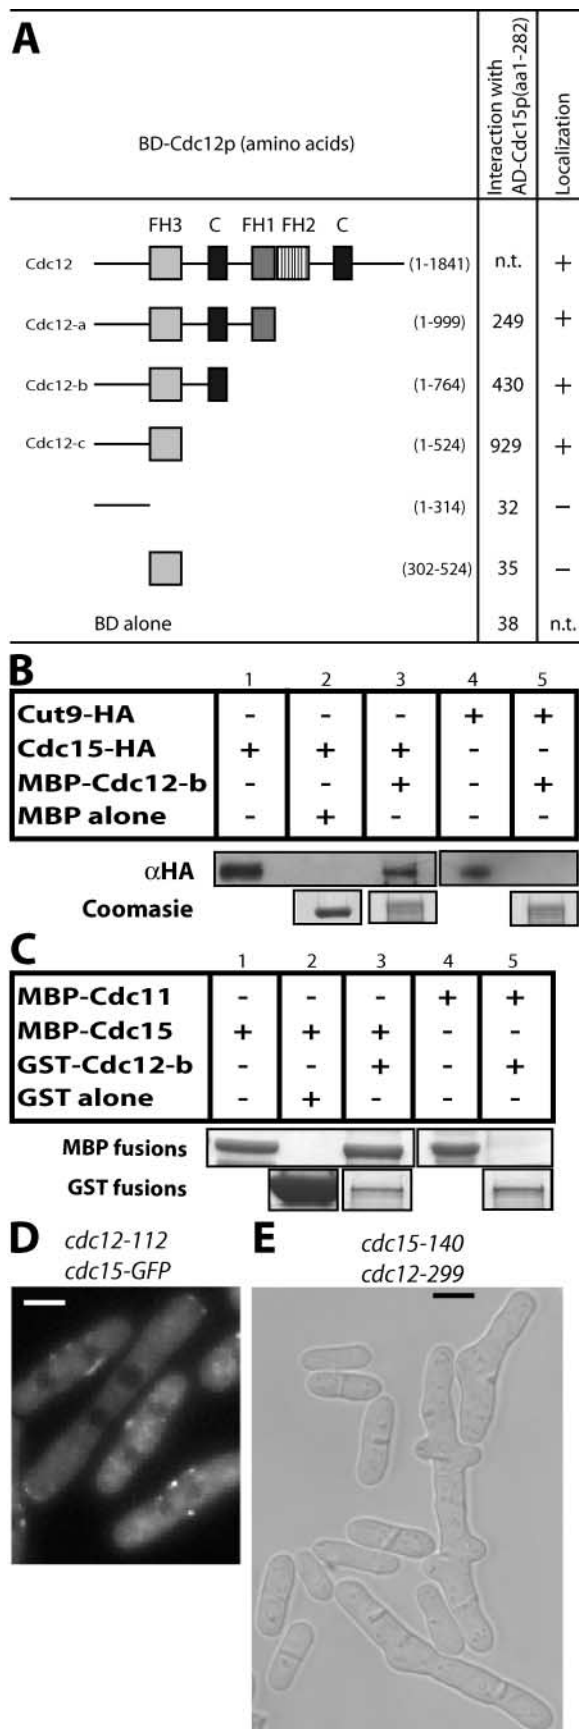 A
BD-Cdc12p (amino acids)
Interaction with
AD-Cdc15p(aa1-282)
Localization
FH3 C FH1 FH2 C
Cdc12 (1-1841) n.t. +
Cdc12-a (1-999) 249 +
Cdc12-b (1-764) 430 +
Cdc12-c (1-524) 929 +
(1-314) 32 –
(302-524) 35 –
BD alone 38 n.t.
B
1 2 3 4 5
Cut9-HA - - - + +
Cdc15-HA + + + - -
MBP-Cdc12-b - - + - +
MBP alone - + - - -
αHA
Coomasie
C
1 2 3 4 5
MBP-Cdc11 - - - + +
MBP-Cdc15 + + + - -
GST-Cdc12-b - - + - +
GST alone - + - - -
MBP fusions
GST fusions
D cdc12-112
cdc15-GFP
E cdc15-140
cdc12-299